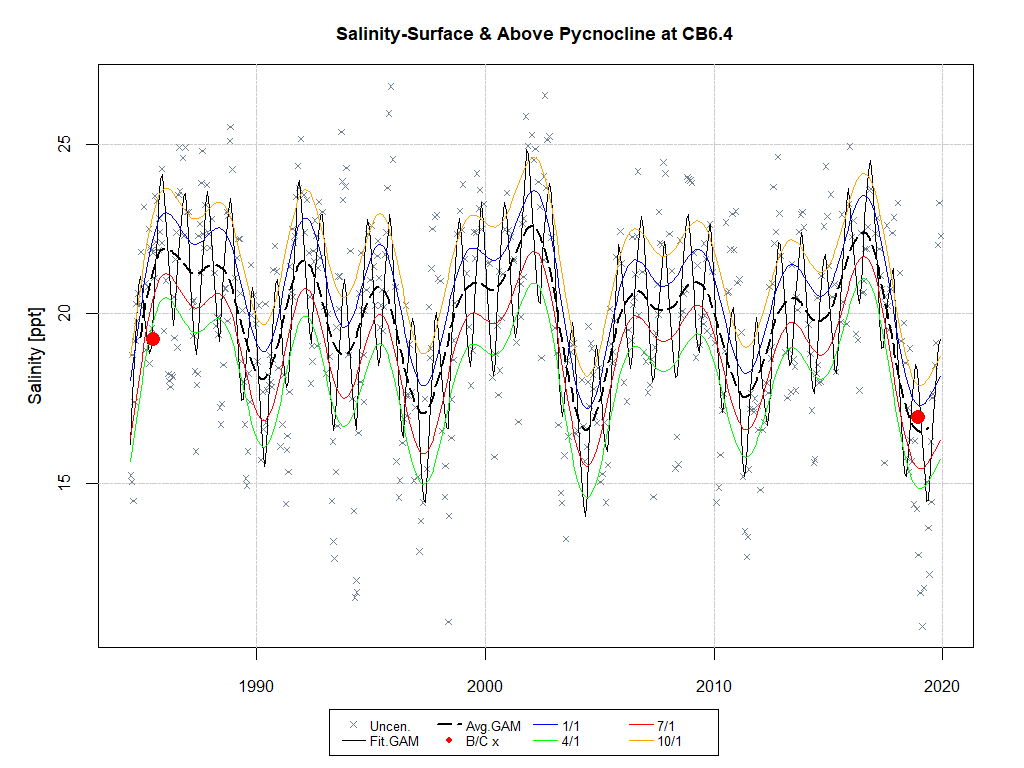 Salinity-Surface & Above Pycnocline at CB6.4
Salinity [ppt]
25
20
15
1990 2000 2010 2020
Uncen. Avg.GAM 1/1 7/1
Fit.GAM B/C x 4/1 10/1